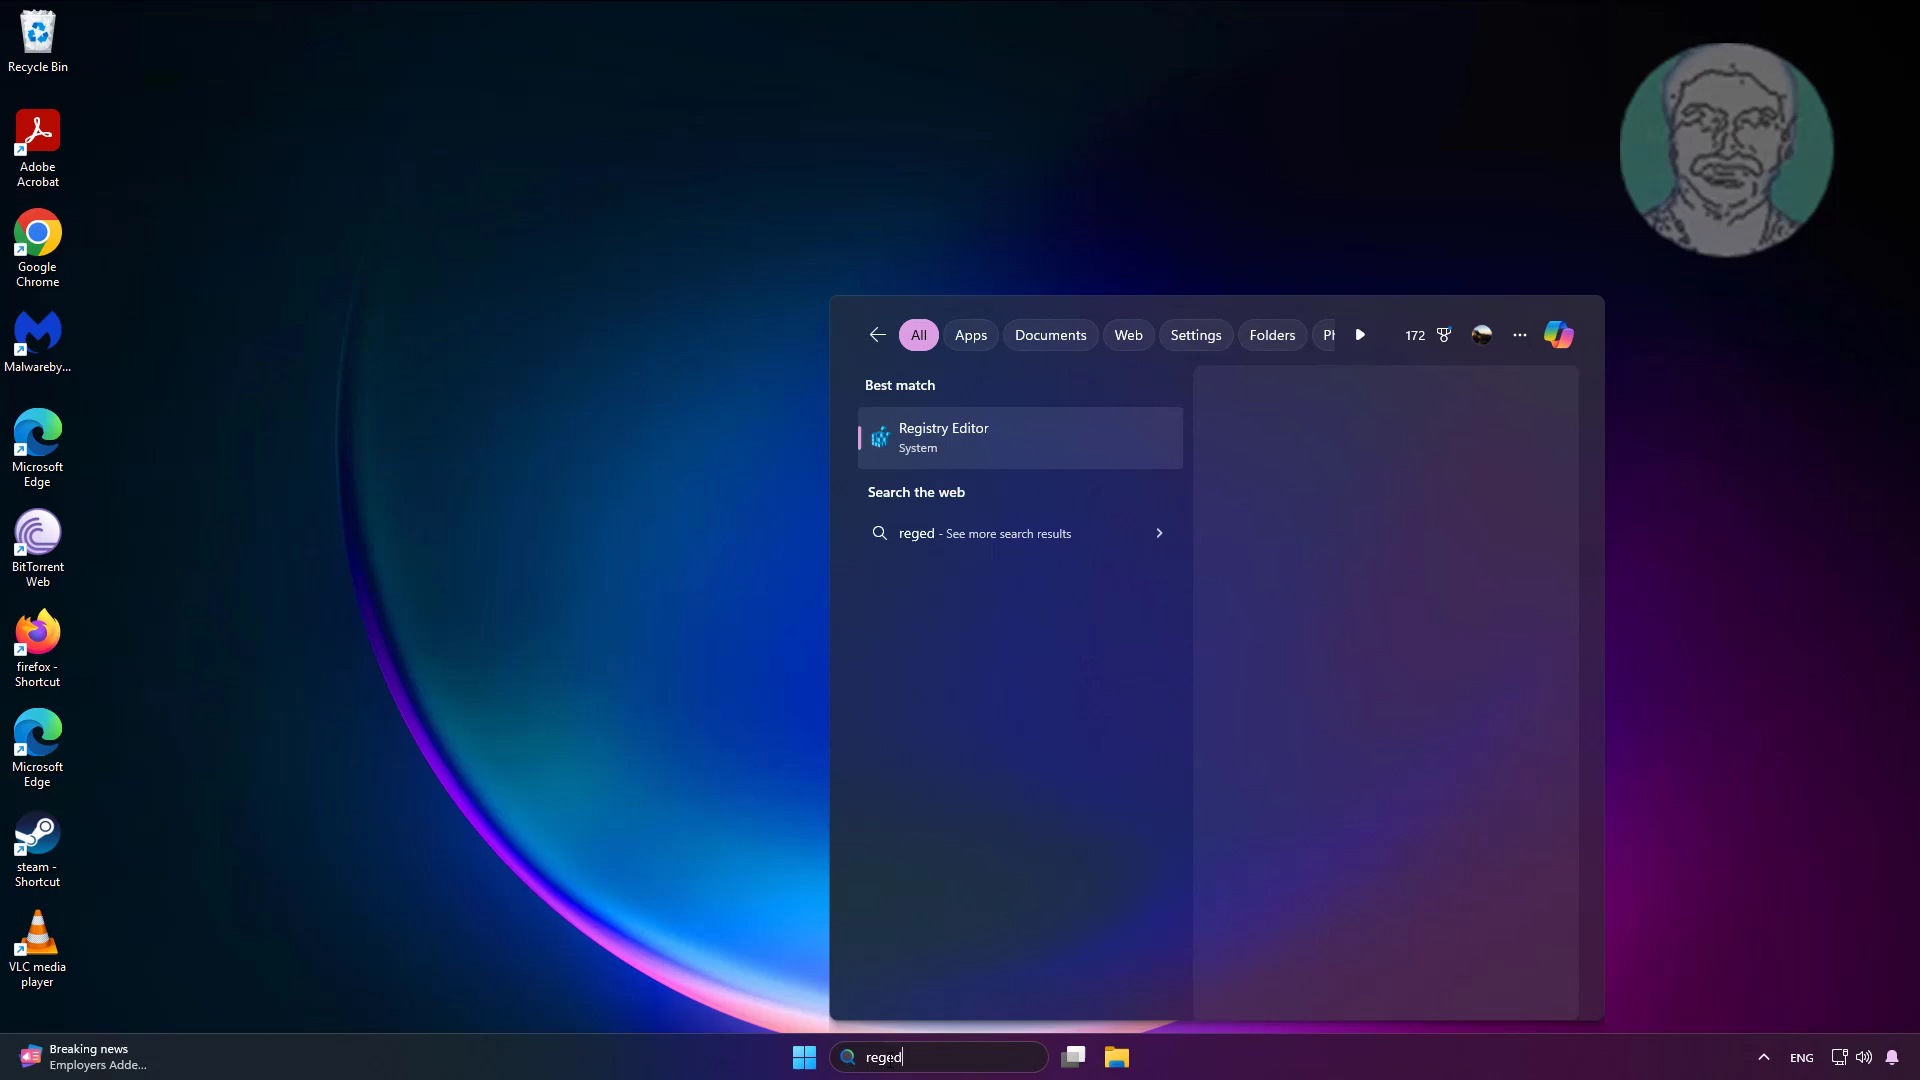 Recycle Bin
Adobe
Acrobat
Google
Chrome
Malwareby...
Microsoft
Edge
BitTorrent
Web
firefox -
Shortcut
Microsoft
Edge
steam -
Shortcut
VLC media
player
All Apps Documents Web Settings Folders Ph 172
Best match
Registry Editor
System
Search the web
reged - See more search results
Breaking news
Employers Adde...
reged
ENG